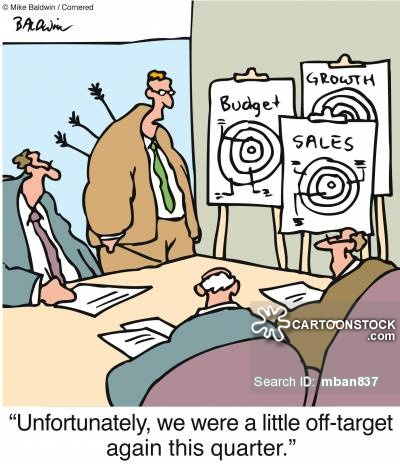 © Mike Baldwin / Cornered
BALDWIN
GROWTH
Budget
SALES
CARTOONSTOCK
.com
Search ID: mban837
“Unfortunately, we were a little off-target
again this quarter.”